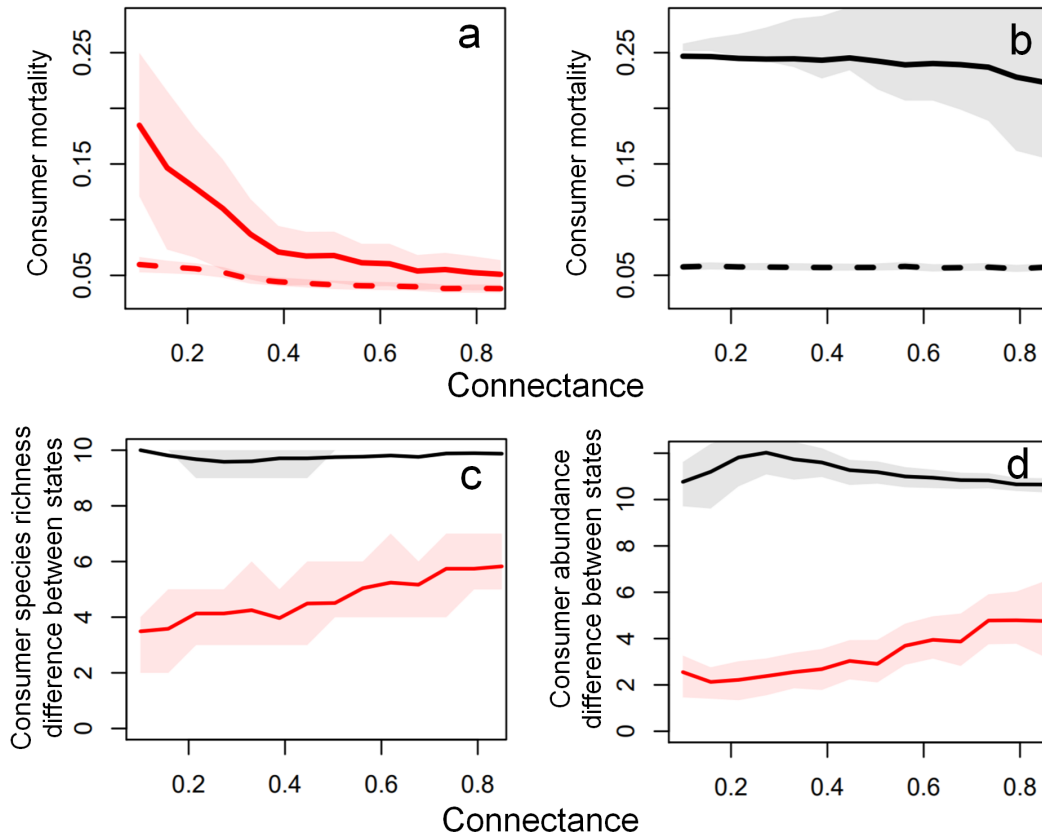 a
Consumer mortality
0.05
0.15
0.25
0.2
0.4
0.6
0.8
b
Consumer mortality
0.05
0.15
0.25
0.2
0.4
0.6
0.8
Connectance
c
Consumer species richness
difference between states
0
2
4
6
8
10
0.2
0.4
0.6
0.8
d
Consumer abundance
difference between states
0
2
4
6
8
10
0.2
0.4
0.6
0.8
Connectance